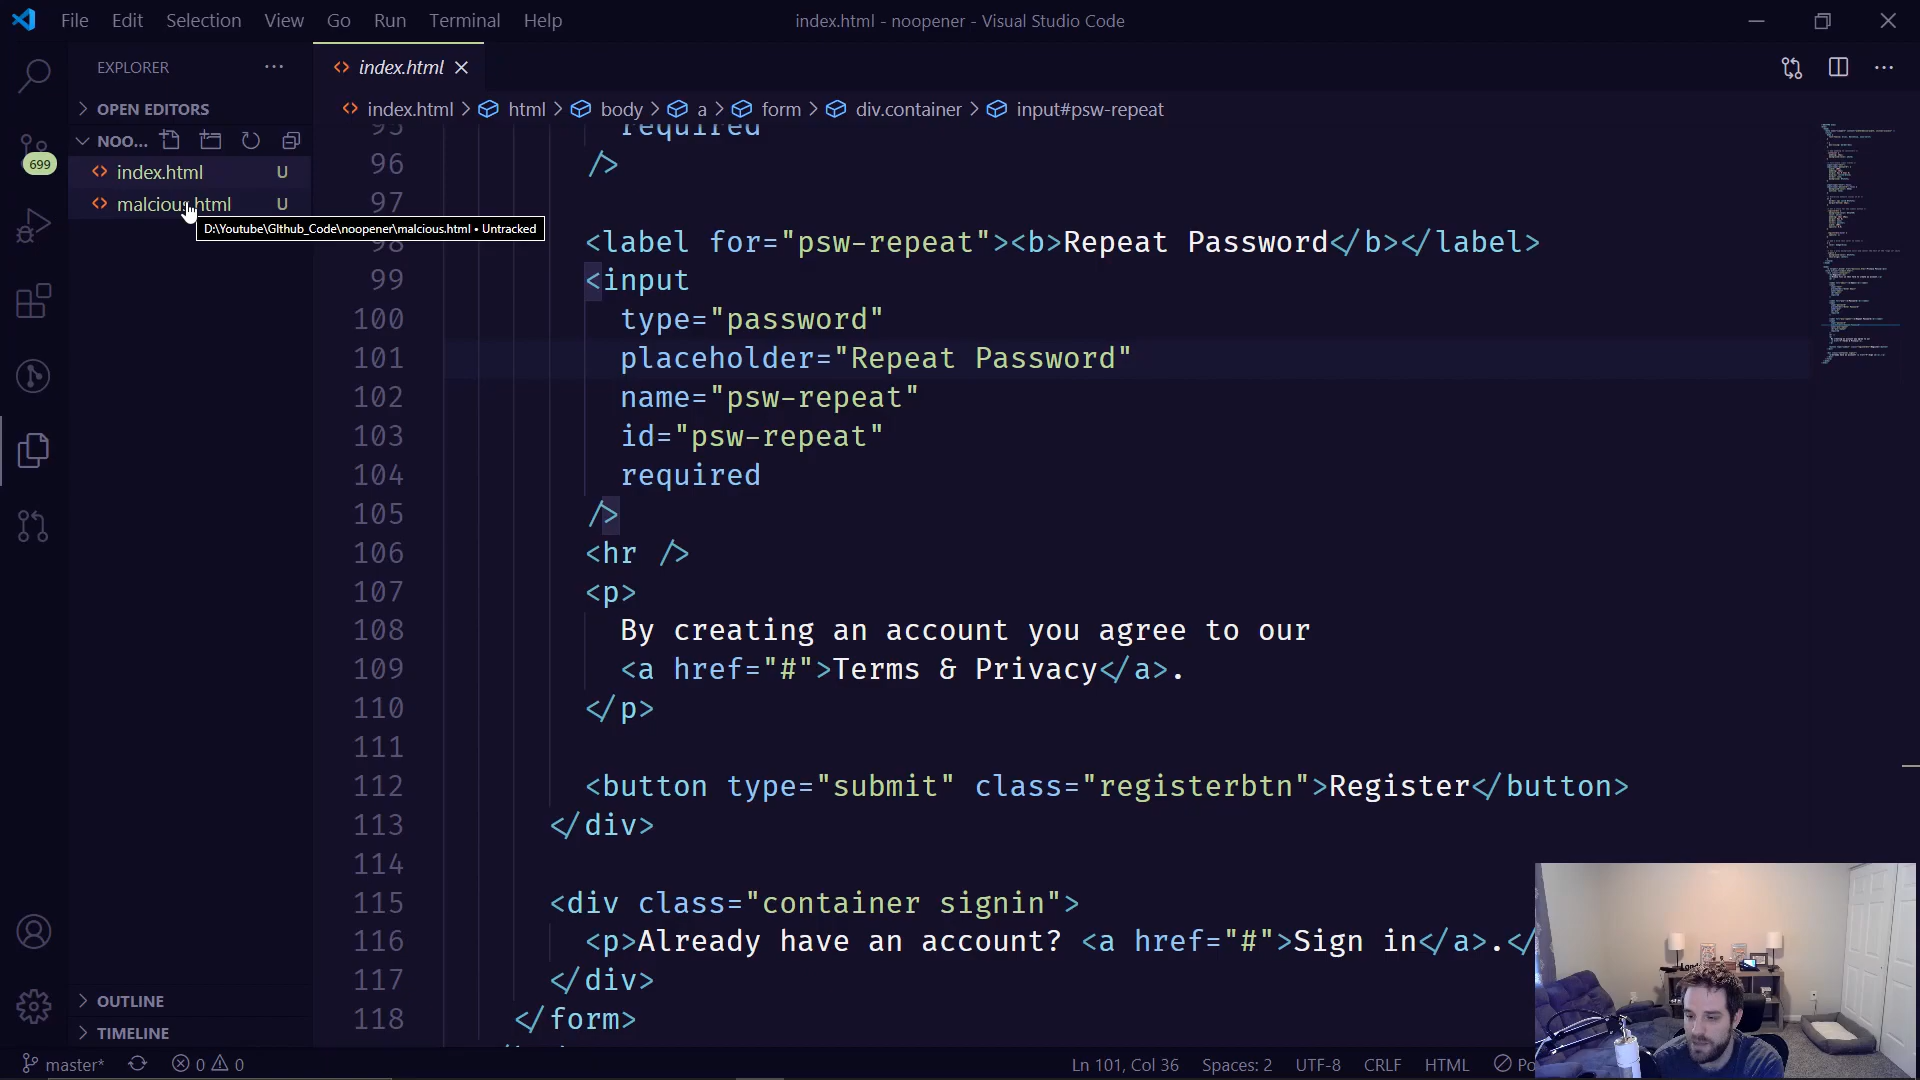 File Edit Selection View Go Run Terminal Help
index.html - noopener - Visual Studio Code
EXPLORER
index.html
OPEN EDITORS
index.html > html > body > a > form > div.container > input#psw-repeat
NOO...
index.html U
malcious.html U
D:\Youtube\GIthub_Code\noopener\malcious.html • Untracked
699
95 required
96 />
97
98 <label for="psw-repeat"><b>Repeat Password</b></label>
99 <input
100 type="password"
101 placeholder="Repeat Password"
102 name="psw-repeat"
103 id="psw-repeat"
104 required
105 />
106 <hr />
107 <p>
108 By creating an account you agree to our
109 <a href="#">Terms & Privacy</a>.
110 </p>
111
112 <button type="submit" class="registerbtn">Register</button>
113 </div>
114
115 <div class="container signin">
116 <p>Already have an account? <a href="#">Sign in</a>.</
117 </div>
118 </form>
OUTLINE
TIMELINE
master* 0 0
Ln 101, Col 36 Spaces: 2 UTF-8 CRLF HTML